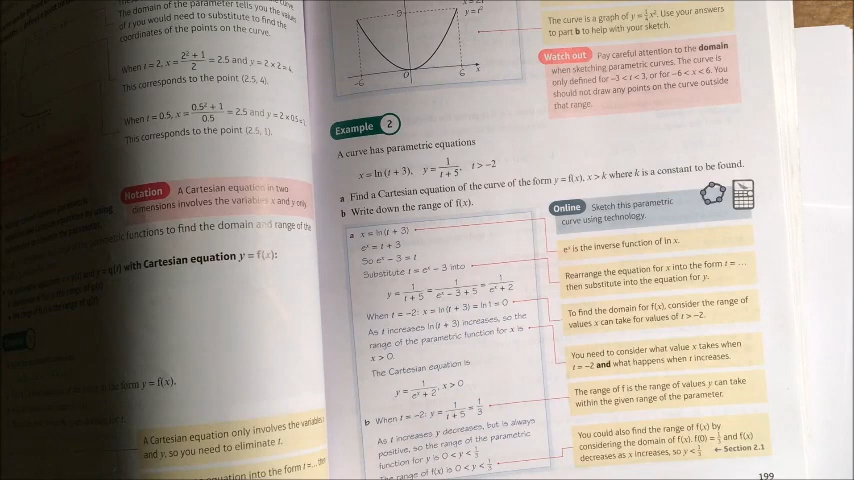 The domain of the parameter tells you the values
of t you would need to substitute to find the
coordinates of the points on the curve.
When t = 2, x = (2² + 1)/2 = 2.5 and y = 2 × 2 = 4.
This corresponds to the point (2.5, 4).
When t = 0.5, x = (0.5² + 1)/0.5 = 2.5 and y = 2 × 0.5 = 1.
This corresponds to the point (2.5, 1).
Notation A Cartesian equation in two
dimensions involves the variables x and y only.
functions to find the domain and range of the
with Cartesian equation y = f(x):
the form y = f(x).
A Cartesian equation only involves the variables
and y, so you need to eliminate t.
equation into the form t = ...
9
y = t²
-6
0
6
x
The curve is a graph of y = ¼x². Use your answers
to part b to help with your sketch.
Watch out Pay careful attention to the domain
when sketching parametric curves. The curve is
only defined for −3 < t < 3, or for −6 < x < 6. You
should not draw any points on the curve outside
that range.
Example 2
A curve has parametric equations
x = ln (t + 3), y = 1/(t + 5), t > −2
a Find a Cartesian equation of the curve of the form y = f(x), x > k where k is a constant to be found.
b Write down the range of f(x).
a x = ln (t + 3)
eˣ = t + 3
So eˣ − 3 = t
Substitute t = eˣ − 3 into
y = 1/(t + 5) = 1/(eˣ − 3 + 5) = 1/(eˣ + 2)
When t = −2: x = ln (t + 3) = ln 1 = 0
As t increases ln (t + 3) increases, so the
range of the parametric function for x is
x > 0.
The Cartesian equation is
y = 1/(eˣ + 2), x > 0
b When t = −2: y = 1/(t + 5) = 1/3
As t increases y decreases, but is always
positive, so the range of the parametric
function for y is 0 < y < 1/3
The range of f(x) is 0 < y < 1/3
Online Sketch this parametric
curve using technology.
eˣ is the inverse function of ln x.
Rearrange the equation for x into the form t = ...
then substitute into the equation for y.
To find the domain for f(x), consider the range of
values x can take for values of t > −2.
You need to consider what value x takes when
t = −2 and what happens when t increases.
The range of f is the range of values y can take
within the given range of the parameter.
You could also find the range of f(x) by
considering the domain of f(x). f(0) = 1/3 and f(x)
decreases as x increases, so y < 1/3 ← Section 2.1
199